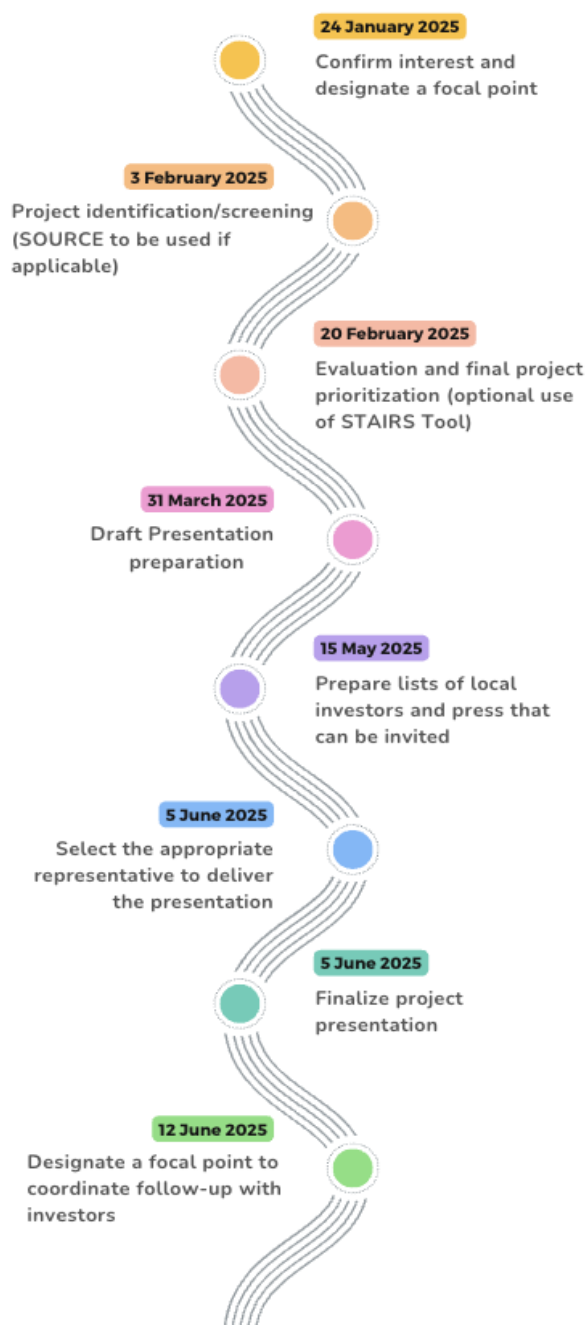 24 January 2025
Confirm interest and
designate a focal point
3 February 2025
Project identification/screening
(SOURCE to be used if
applicable)
20 February 2025
Evaluation and final project
prioritization (optional use
of STAIRS Tool)
31 March 2025
Draft Presentation
preparation
15 May 2025
Prepare lists of local
investors and press that
can be invited
5 June 2025
Select the appropriate
representative to deliver
the presentation
5 June 2025
Finalize project
presentation
12 June 2025
Designate a focal point to
coordinate follow-up with
investors